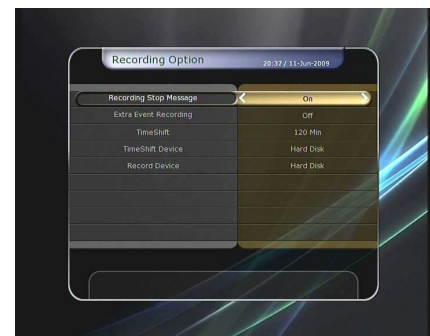 Recording Option 20:37 / 11-Jun-2009
Recording Stop Message On
Extra Event Recording Off
TimeShift 120 Min
TimeShift Device Hard Disk
Record Device Hard Disk